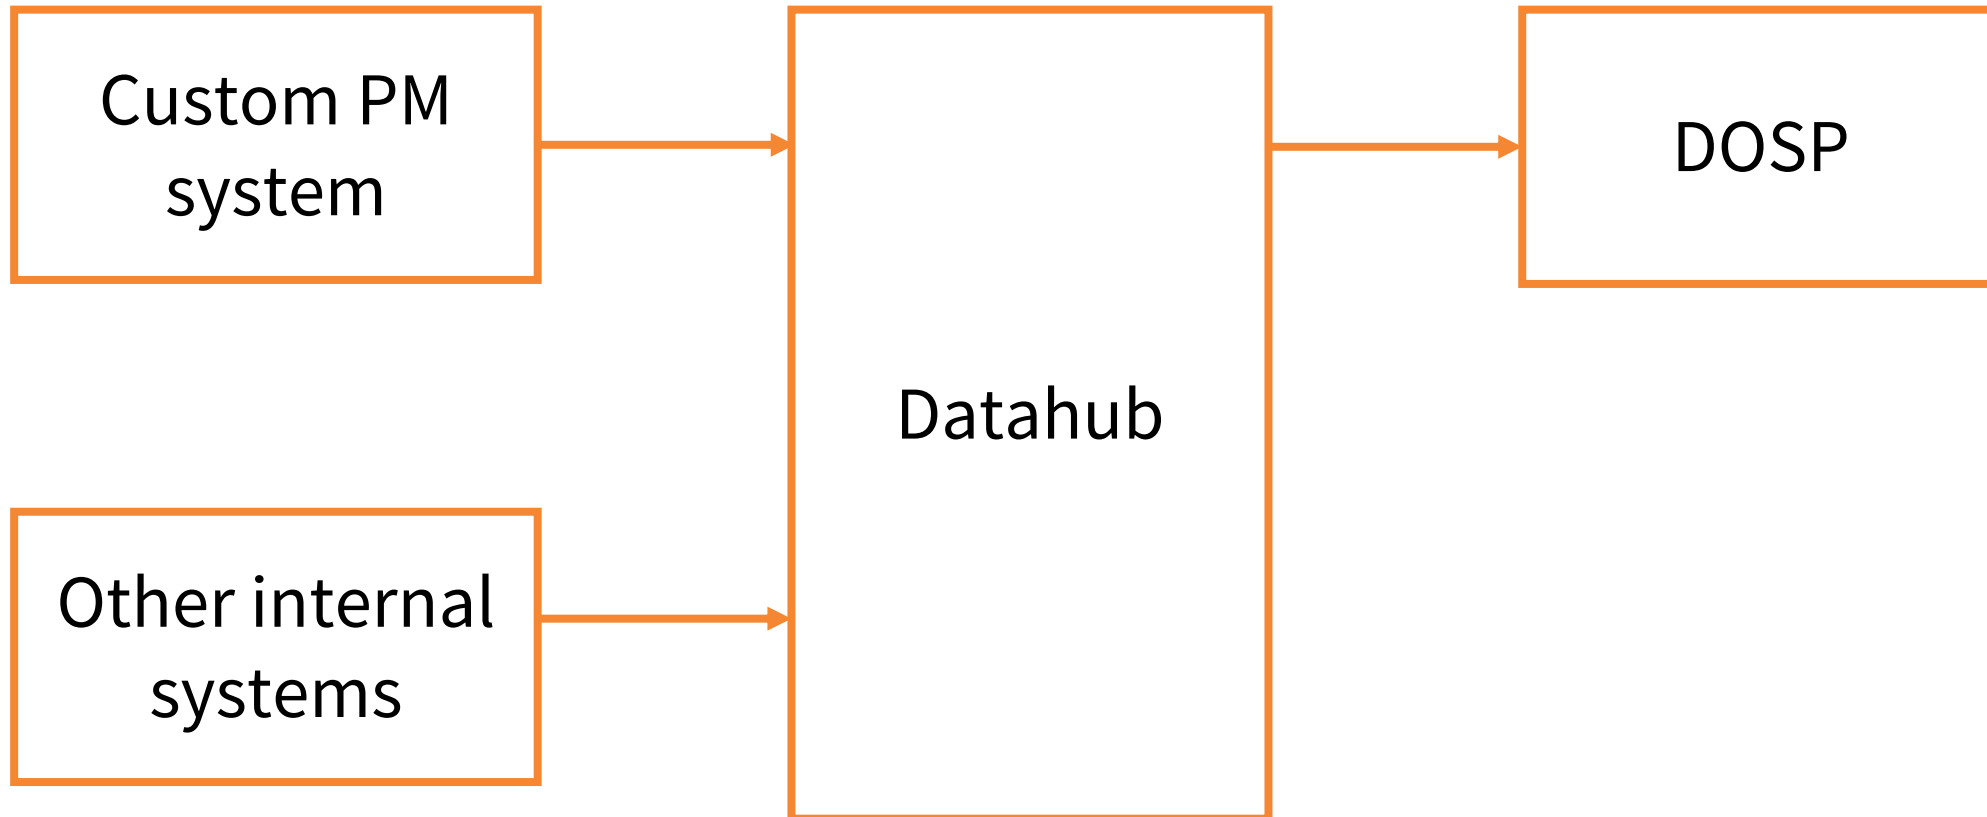 Custom PM
system
Datahub
DOSP
Other internal
systems